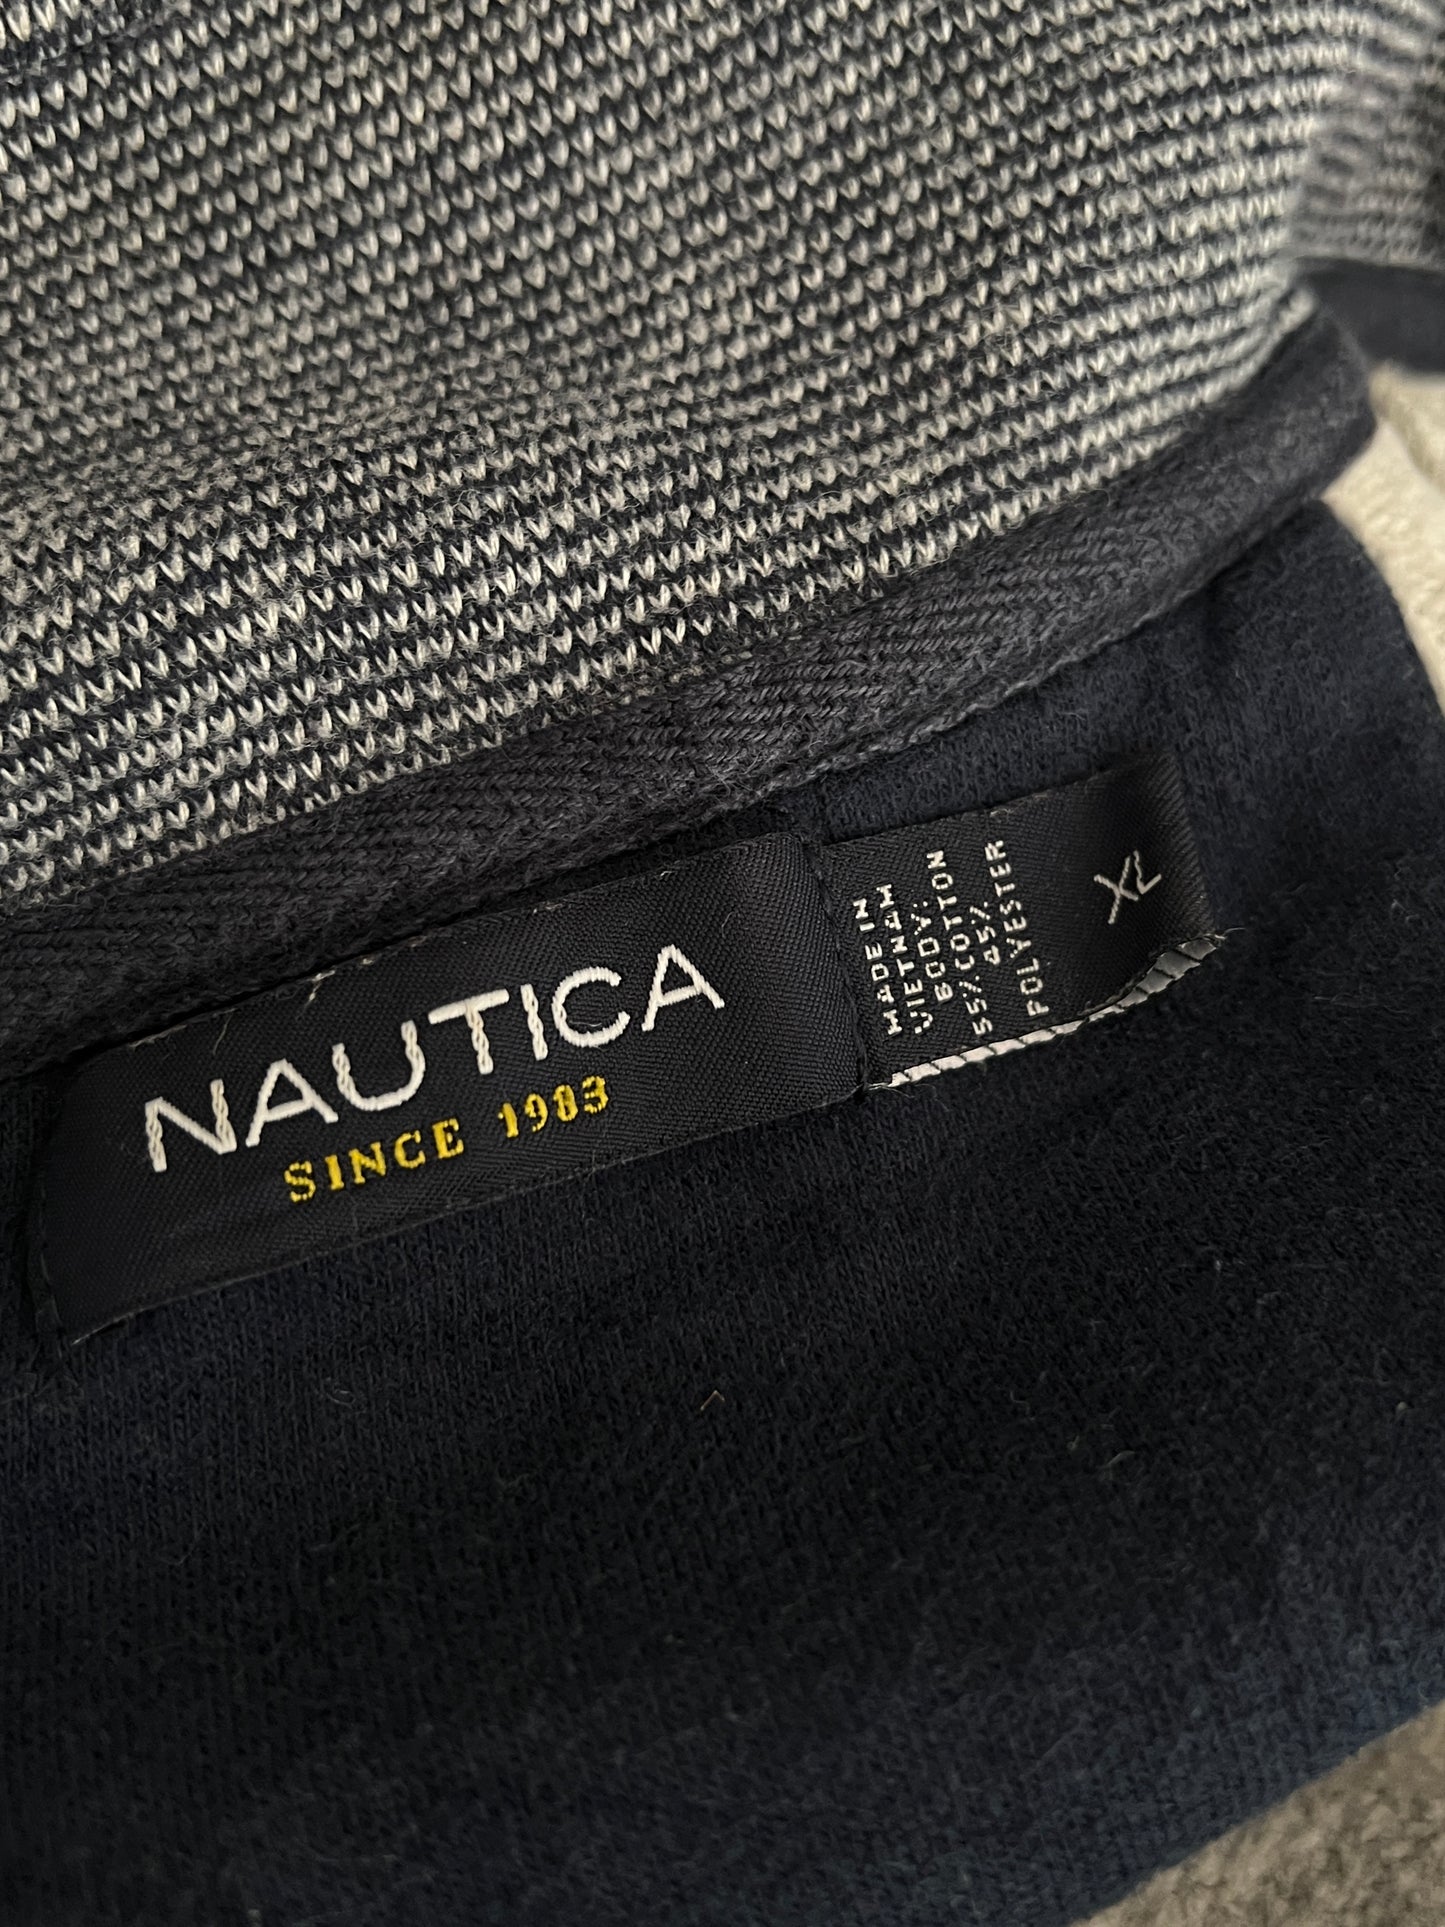 NAUTICA
SINCE 1983
MADE IN
VIETNAM
BODY:
55% COTTON
45%
POLYESTER
XL